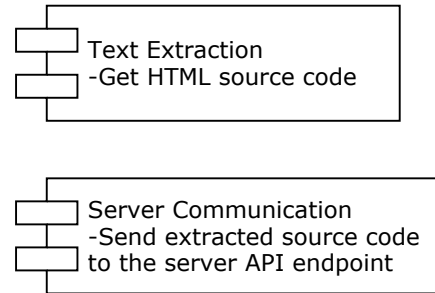 Text Extraction
-Get HTML source code
Server Communication
-Send extracted source code
to the server API endpoint